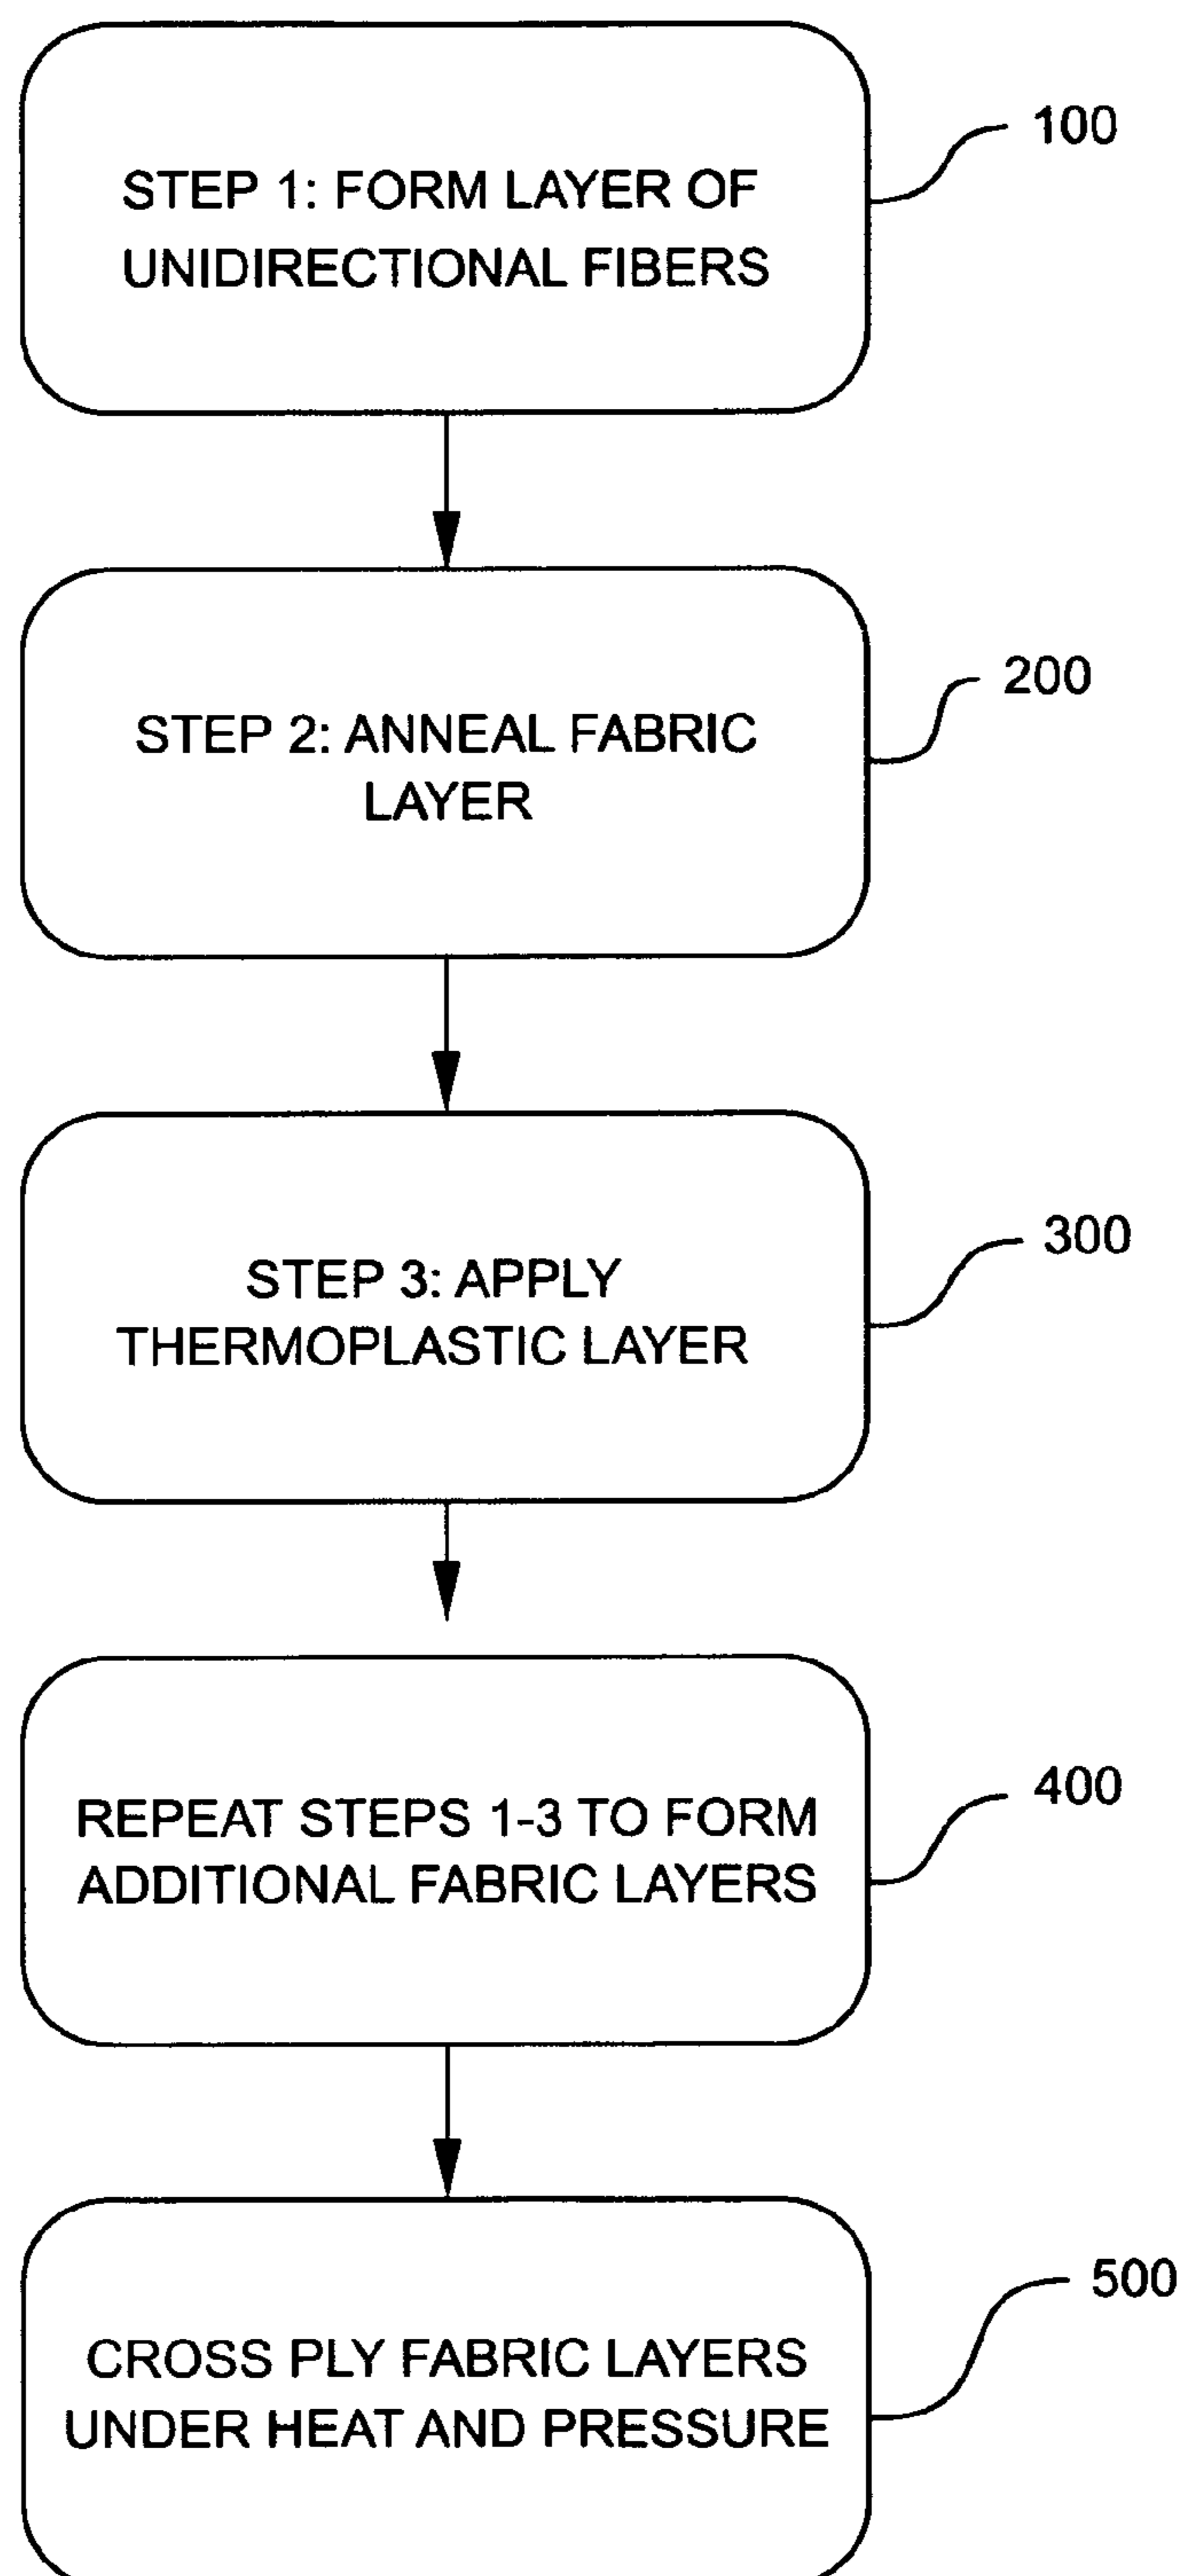 STEP 1: FORM LAYER OF
UNIDIRECTIONAL FIBERS
100
STEP 2: ANNEAL FABRIC
LAYER
200
STEP 3: APPLY
THERMOPLASTIC LAYER
300
REPEAT STEPS 1-3 TO FORM
ADDITIONAL FABRIC LAYERS
400
CROSS PLY FABRIC LAYERS
UNDER HEAT AND PRESSURE
500